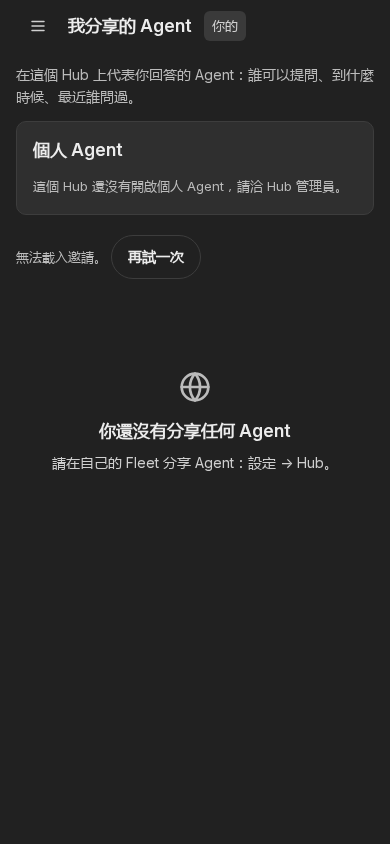 我分享的 Agent
你的
在這個 Hub 上代表你回答的 Agent：誰可以提問、到什麼
時候、最近誰問過。
個人 Agent
這個 Hub 還沒有開啟個人 Agent，請洽 Hub 管理員。
無法載入邀請。
再試一次
你還沒有分享任何 Agent
請在自己的 Fleet 分享 Agent：設定 → Hub。